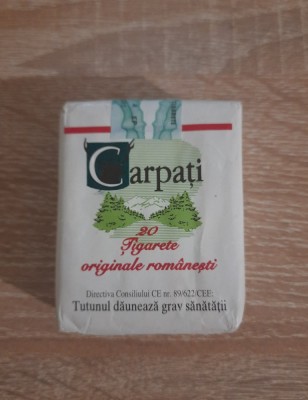 Carpați
20
Țigarete
originale românești
Directiva Consiliului CE nr. 89/622/CEE:
Tutunul dăunează grav sănătății